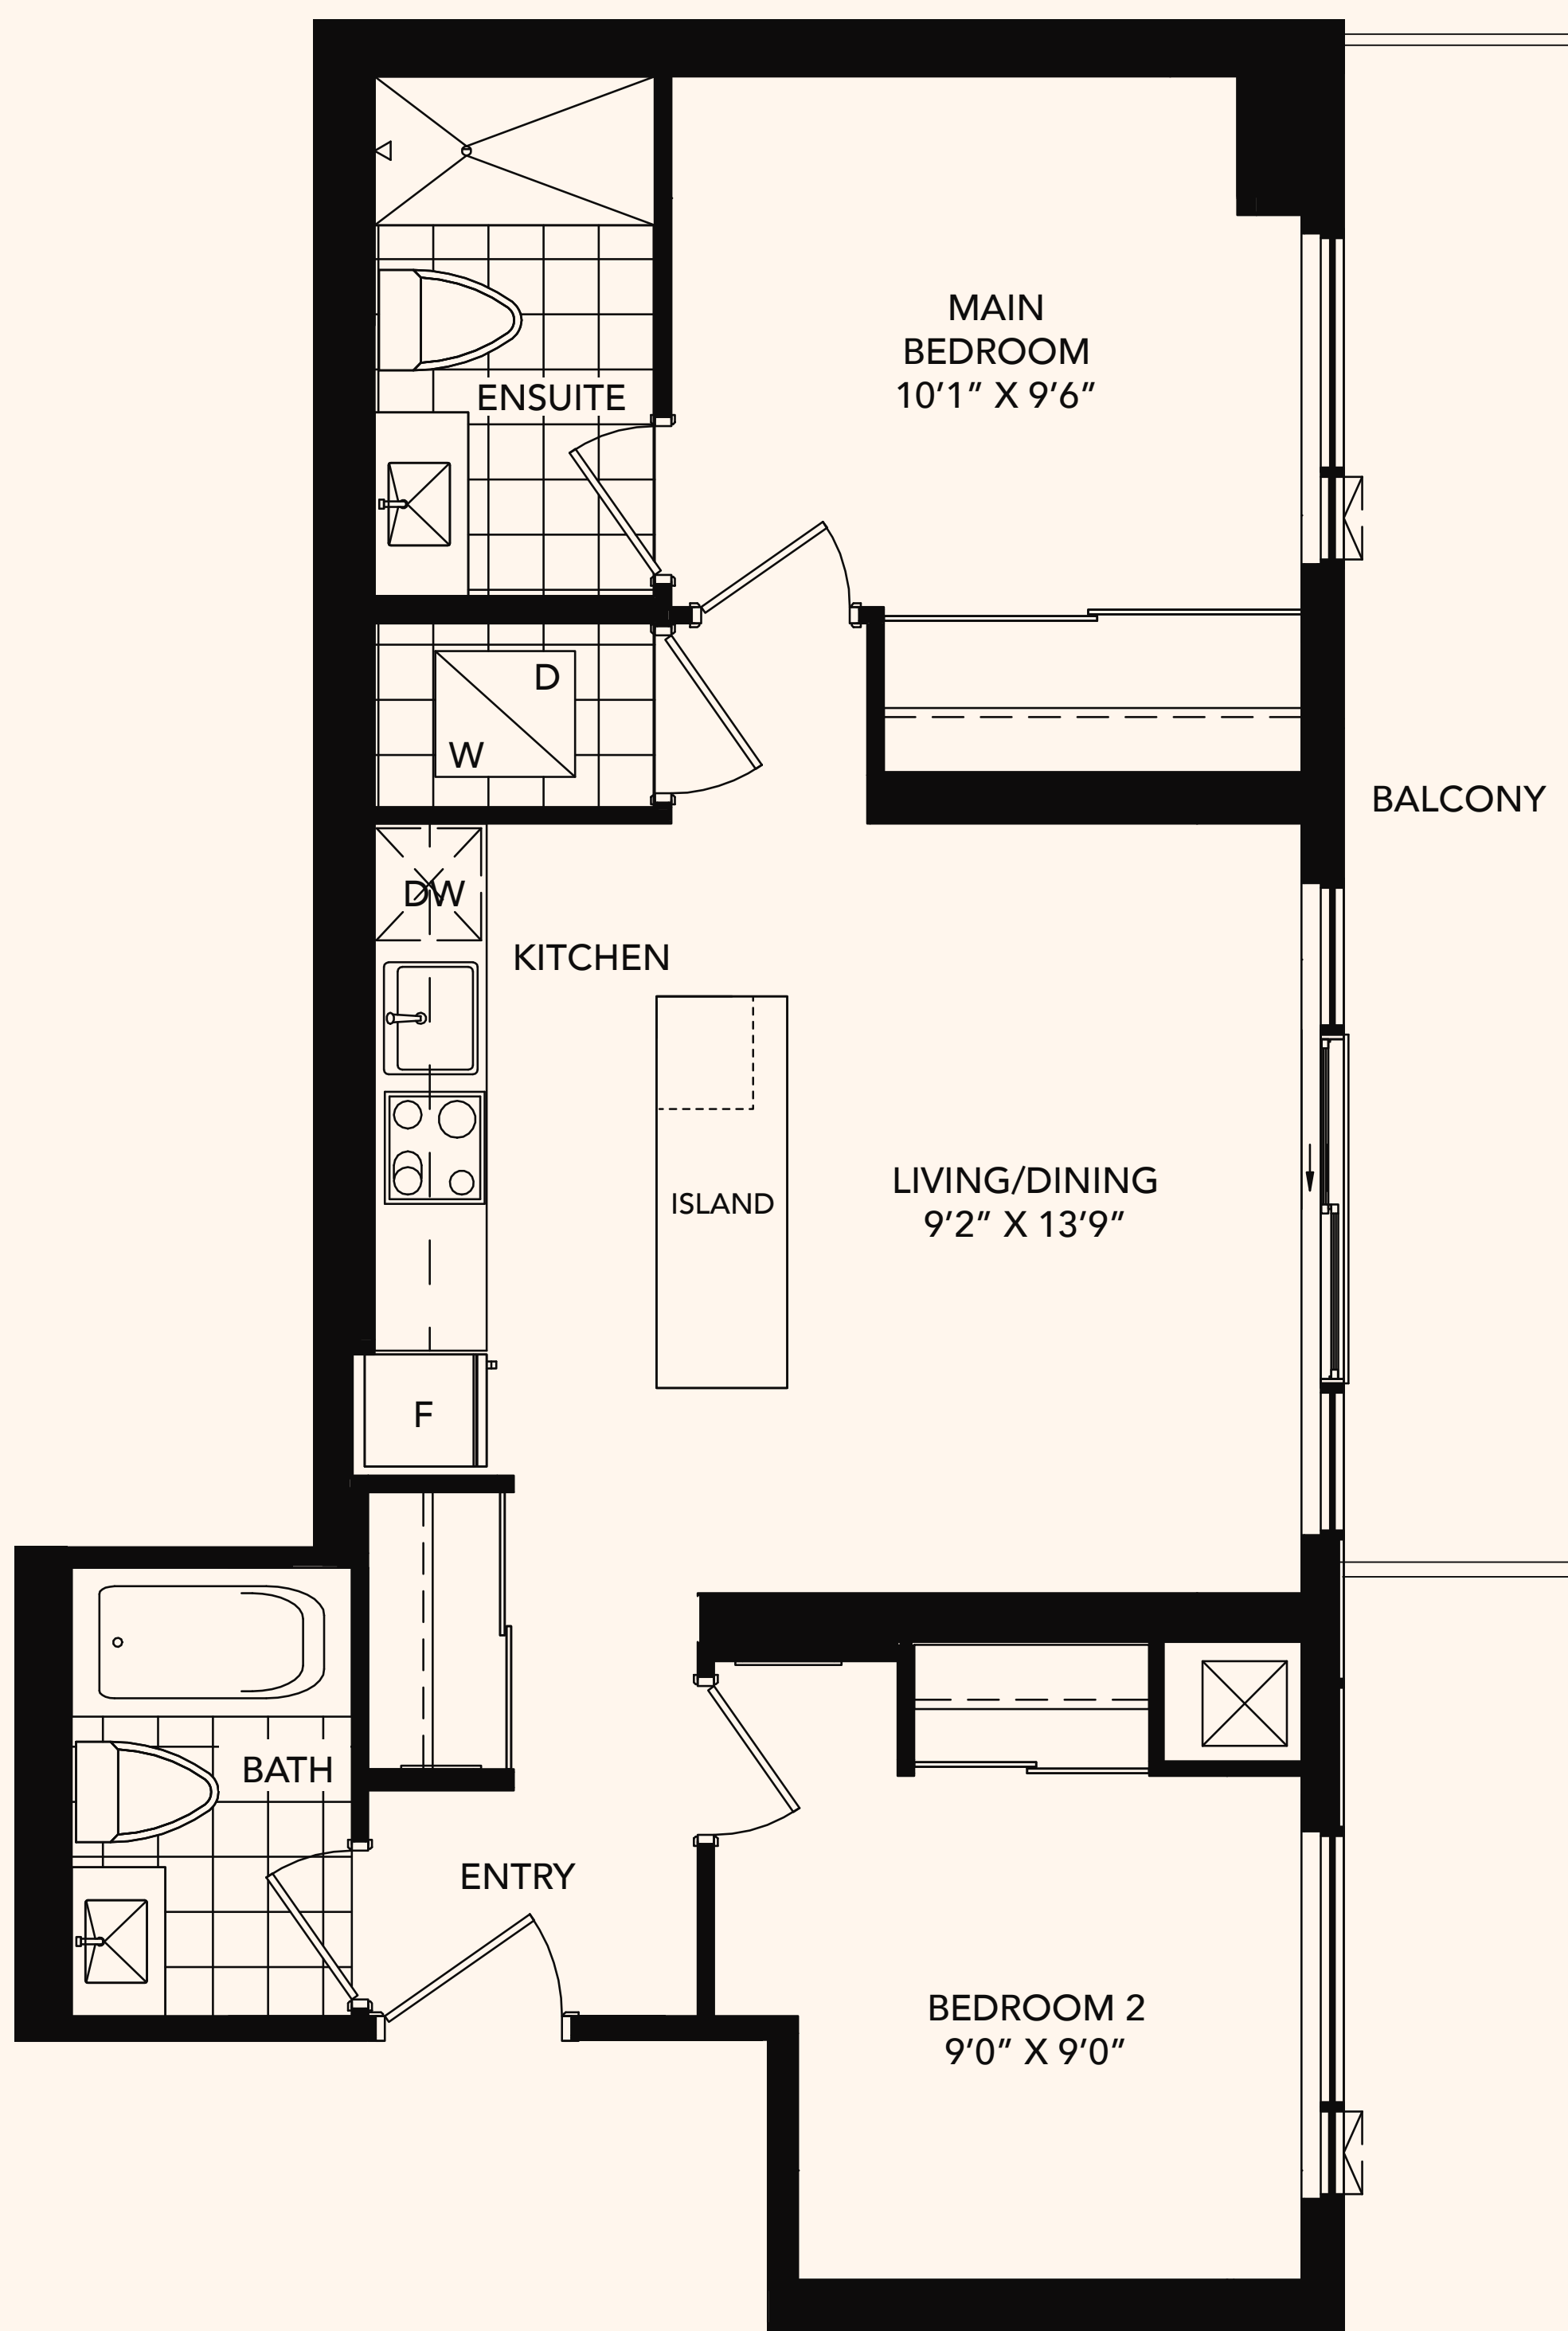 MAIN
BEDROOM
10’1” X 9’6”
ENSUITE
D
W
BALCONY
DW
KITCHEN
ISLAND
LIVING/DINING
9’2” X 13’9”
F
BATH
ENTRY
BEDROOM 2
9’0” X 9’0”